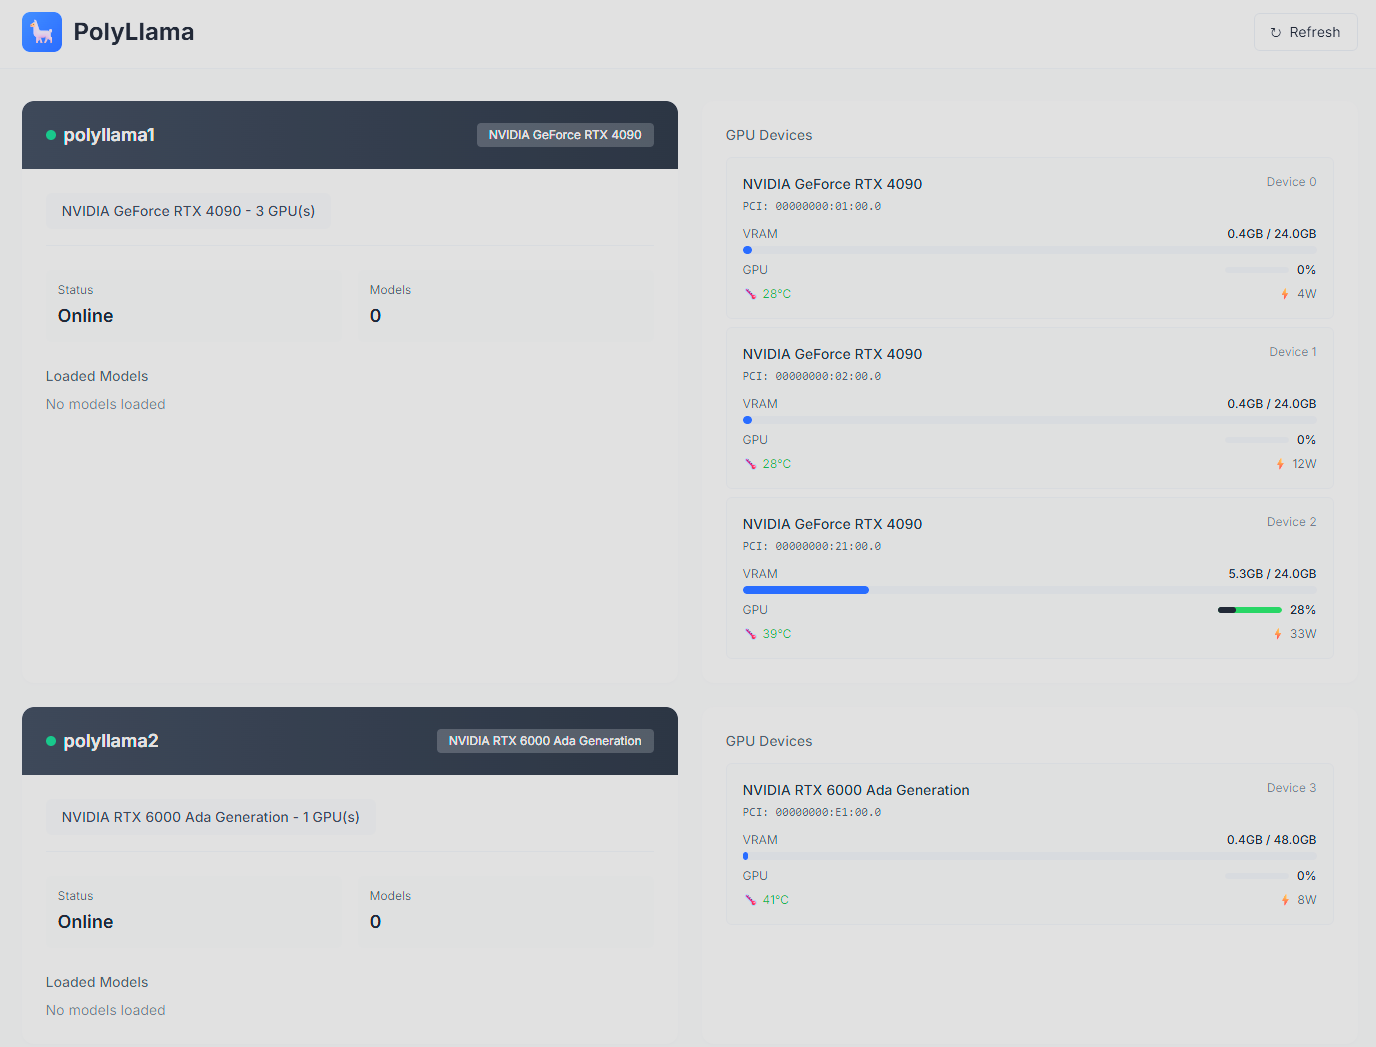 PolyLlama
↻ Refresh
polyllama1
NVIDIA GeForce RTX 4090
NVIDIA GeForce RTX 4090 - 3 GPU(s)
Status
Online
Models
0
Loaded Models
No models loaded
GPU Devices
NVIDIA GeForce RTX 4090
Device 0
PCI: 00000000:01:00.0
VRAM
0.4GB / 24.0GB
GPU
0%
28°C
4W
NVIDIA GeForce RTX 4090
Device 1
PCI: 00000000:02:00.0
VRAM
0.4GB / 24.0GB
GPU
0%
28°C
12W
NVIDIA GeForce RTX 4090
Device 2
PCI: 00000000:21:00.0
VRAM
5.3GB / 24.0GB
GPU
28%
39°C
33W
polyllama2
NVIDIA RTX 6000 Ada Generation
NVIDIA RTX 6000 Ada Generation - 1 GPU(s)
Status
Online
Models
0
Loaded Models
No models loaded
GPU Devices
NVIDIA RTX 6000 Ada Generation
Device 3
PCI: 00000000:E1:00.0
VRAM
0.4GB / 48.0GB
GPU
0%
41°C
8W